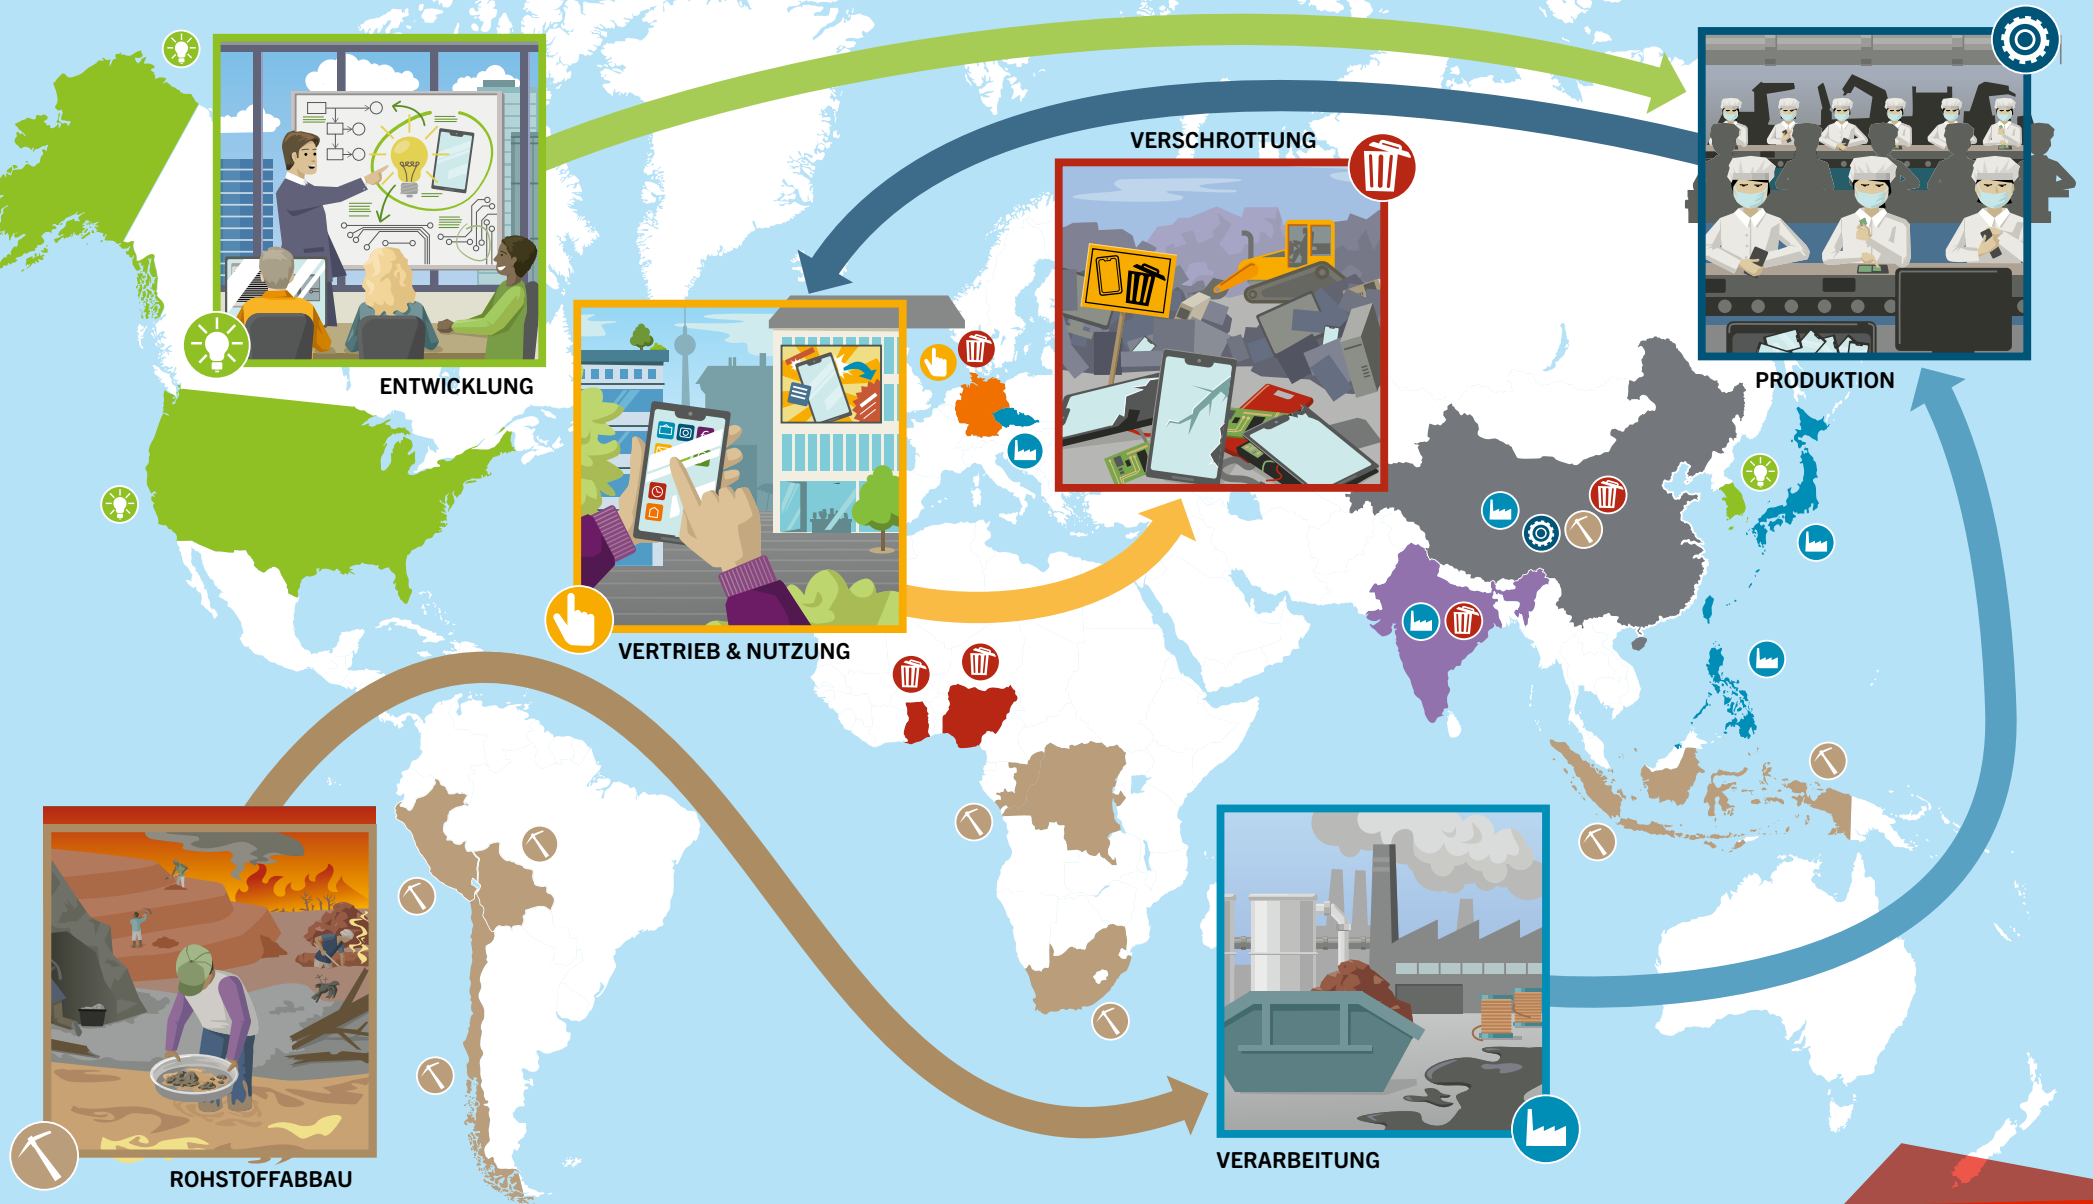 ENTWICKLUNG
VERSCHROTTUNG
PRODUKTION
VERTRIEB & NUTZUNG
ROHSTOFFABBAU
VERARBEITUNG